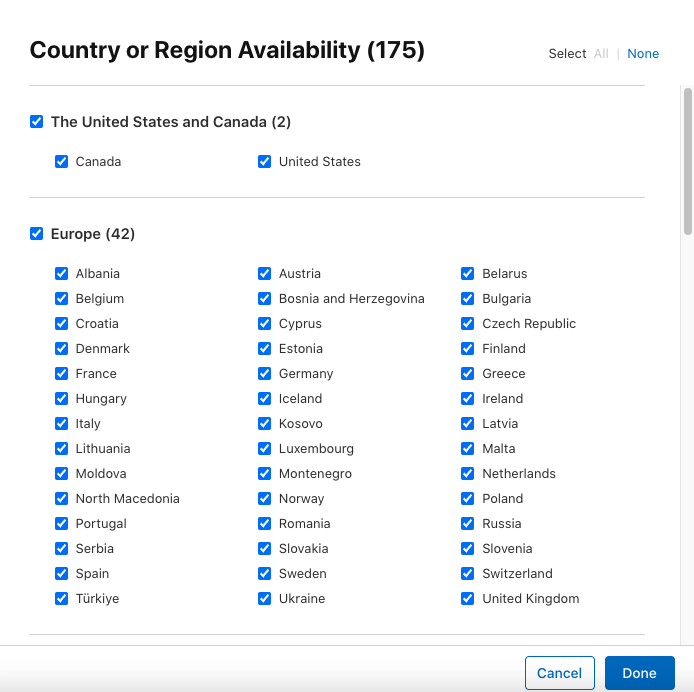 Country or Region Availability (175)
Select All | None
The United States and Canada (2)
Canada United States
Europe (42)
Albania Austria Belarus
Belgium Bosnia and Herzegovina Bulgaria
Croatia Cyprus Czech Republic
Denmark Estonia Finland
France Germany Greece
Hungary Iceland Ireland
Italy Kosovo Latvia
Lithuania Luxembourg Malta
Moldova Montenegro Netherlands
North Macedonia Norway Poland
Portugal Romania Russia
Serbia Slovakia Slovenia
Spain Sweden Switzerland
Türkiye Ukraine United Kingdom
Cancel Done